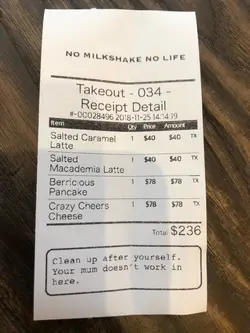 NO MILKSHAKE NO LIFE
Takeout - 034 -
Receipt Detail
#-00028496 2018-11-25 14:14:19
Item Qty Price Amount
Salted Caramel 1 $40 $40 TX
Latte
Salted 1 $40 $40 TX
Macademia Latte
Berricious 1 $78 $78 TX
Pancake
Crazy Cheers 1 $78 $78 TX
Cheese
Total $236
Clean up after yourself.
Your mum doesn't work in
here.